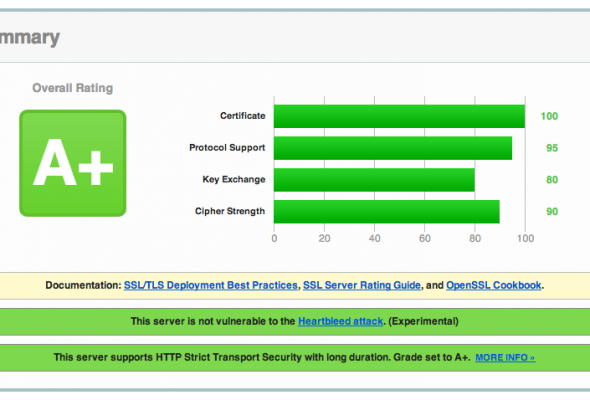 mmary
Overall Rating
A+
Certificate 100
Protocol Support 95
Key Exchange 80
Cipher Strength 90
0 20 40 60 80 100
Documentation: SSL/TLS Deployment Best Practices, SSL Server Rating Guide, and OpenSSL Cookbook.
This server is not vulnerable to the Heartbleed attack. (Experimental)
This server supports HTTP Strict Transport Security with long duration. Grade set to A+. MORE INFO »